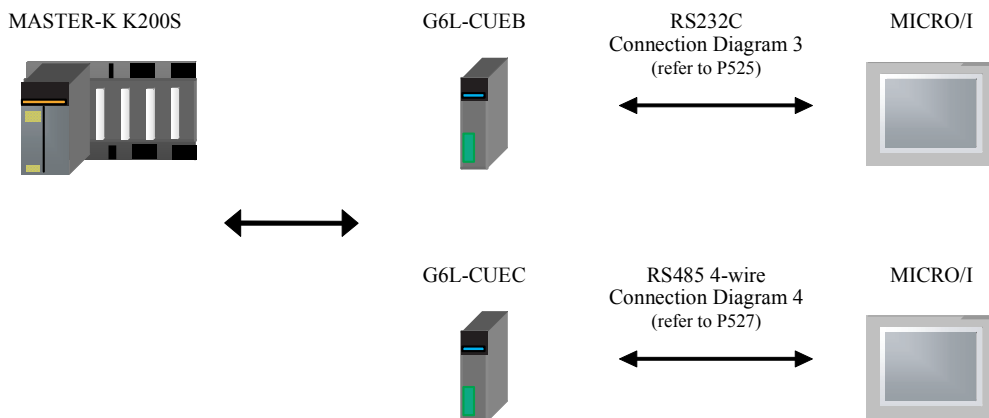 MASTER-K K200S
G6L-CUEB
RS232C
Connection Diagram 3
(refer to P525)
MICRO/I
G6L-CUEC
RS485 4-wire
Connection Diagram 4
(refer to P527)
MICRO/I